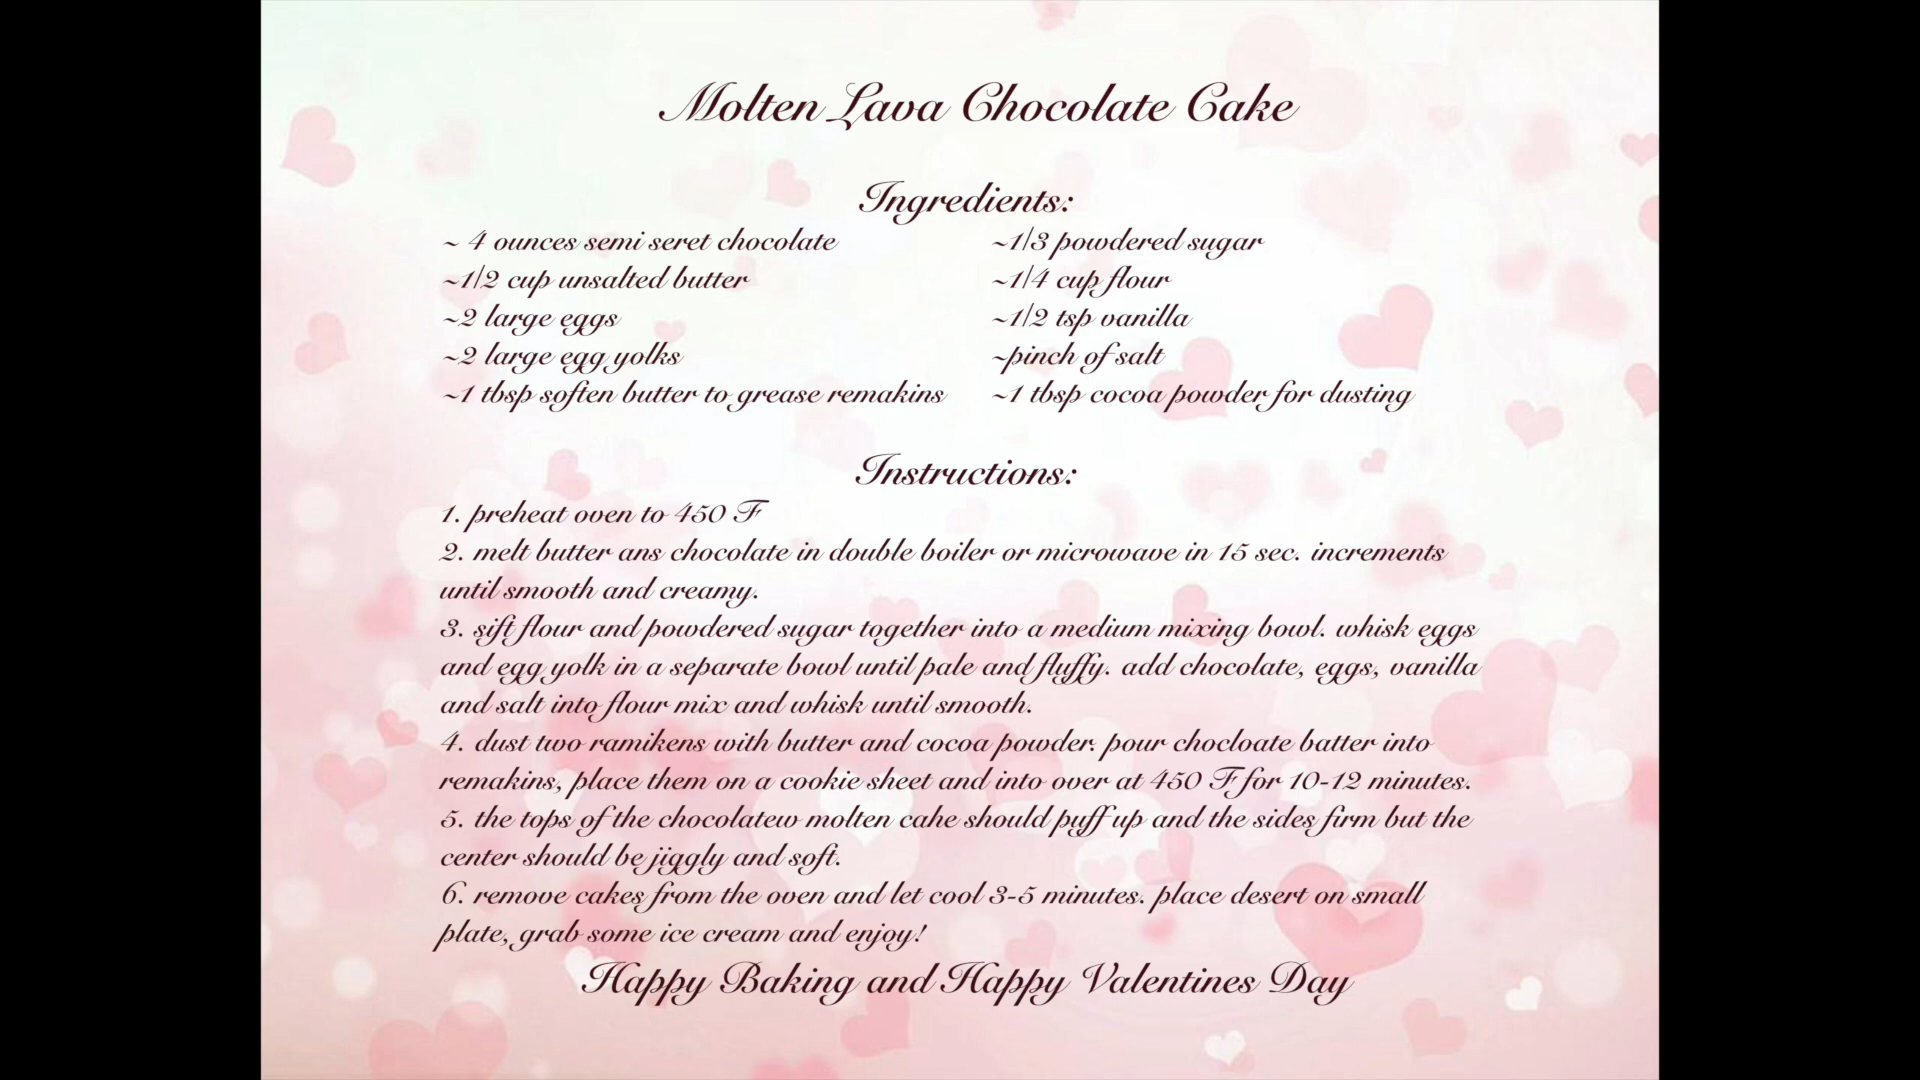 Molten Lava Chocolate Cake
Ingredients:
~ 4 ounces semi seret chocolate
~1/2 cup unsalted butter
~2 large eggs
~2 large egg yolks
~1 tbsp soften butter to grease remakins
~1/3 powdered sugar
~1/4 cup flour
~1/2 tsp vanilla
~pinch of salt
~1 tbsp cocoa powder for dusting
Instructions:
1. preheat oven to 450 F
2. melt butter ans chocolate in double boiler or microwave in 15 sec. increments
until smooth and creamy.
3. sift flour and powdered sugar together into a medium mixing bowl. whisk eggs
and egg yolk in a separate bowl until pale and fluffy. add chocolate, eggs, vanilla
and salt into flour mix and whisk until smooth.
4. dust two ramikens with butter and cocoa powder. pour chocloate batter into
remakins, place them on a cookie sheet and into over at 450 F for 10-12 minutes.
5. the tops of the chocolatew molten cahe should puff up and the sides firm but the
center should be jiggly and soft.
6. remove cakes from the oven and let cool 3-5 minutes. place desert on small
plate, grab some ice cream and enjoy!
Happy Baking and Happy Valentines Day